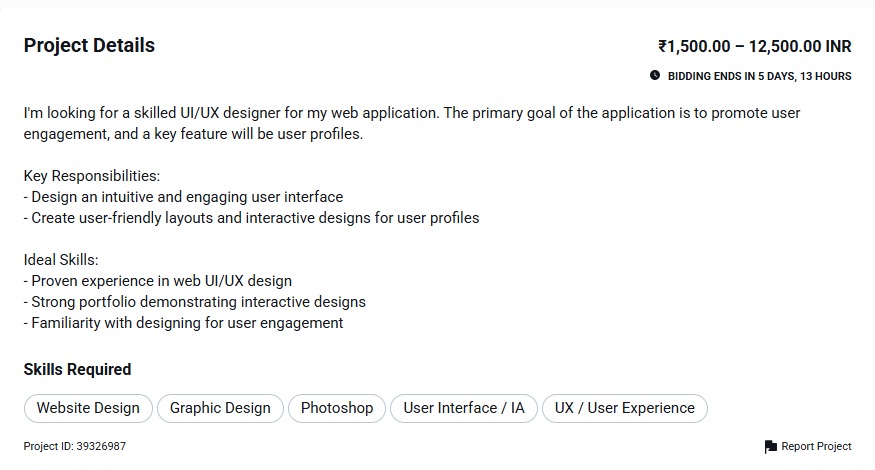 Project Details
₹1,500.00 – 12,500.00 INR
BIDDING ENDS IN 5 DAYS, 13 HOURS
I'm looking for a skilled UI/UX designer for my web application. The primary goal of the application is to promote user
engagement, and a key feature will be user profiles.
Key Responsibilities:
- Design an intuitive and engaging user interface
- Create user-friendly layouts and interactive designs for user profiles
Ideal Skills:
- Proven experience in web UI/UX design
- Strong portfolio demonstrating interactive designs
- Familiarity with designing for user engagement
Skills Required
Website Design Graphic Design Photoshop User Interface / IA UX / User Experience
Project ID: 39326987 Report Project